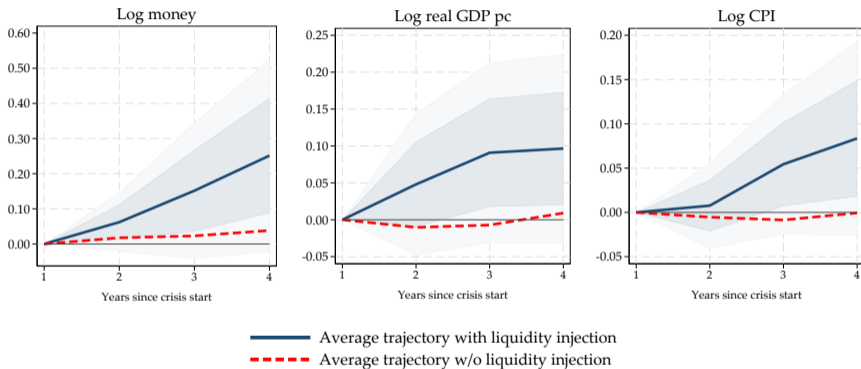 Log money
0.60
0.50
0.40
0.30
0.20
0.10
0.00
1 2 3 4
Years since crisis start
Log real GDP pc
0.25
0.20
0.15
0.10
0.05
0.00
-0.05
1 2 3 4
Years since crisis start
Log CPI
0.20
0.15
0.10
0.05
0.00
-0.05
1 2 3 4
Years since crisis start
Average trajectory with liquidity injection
Average trajectory w/o liquidity injection